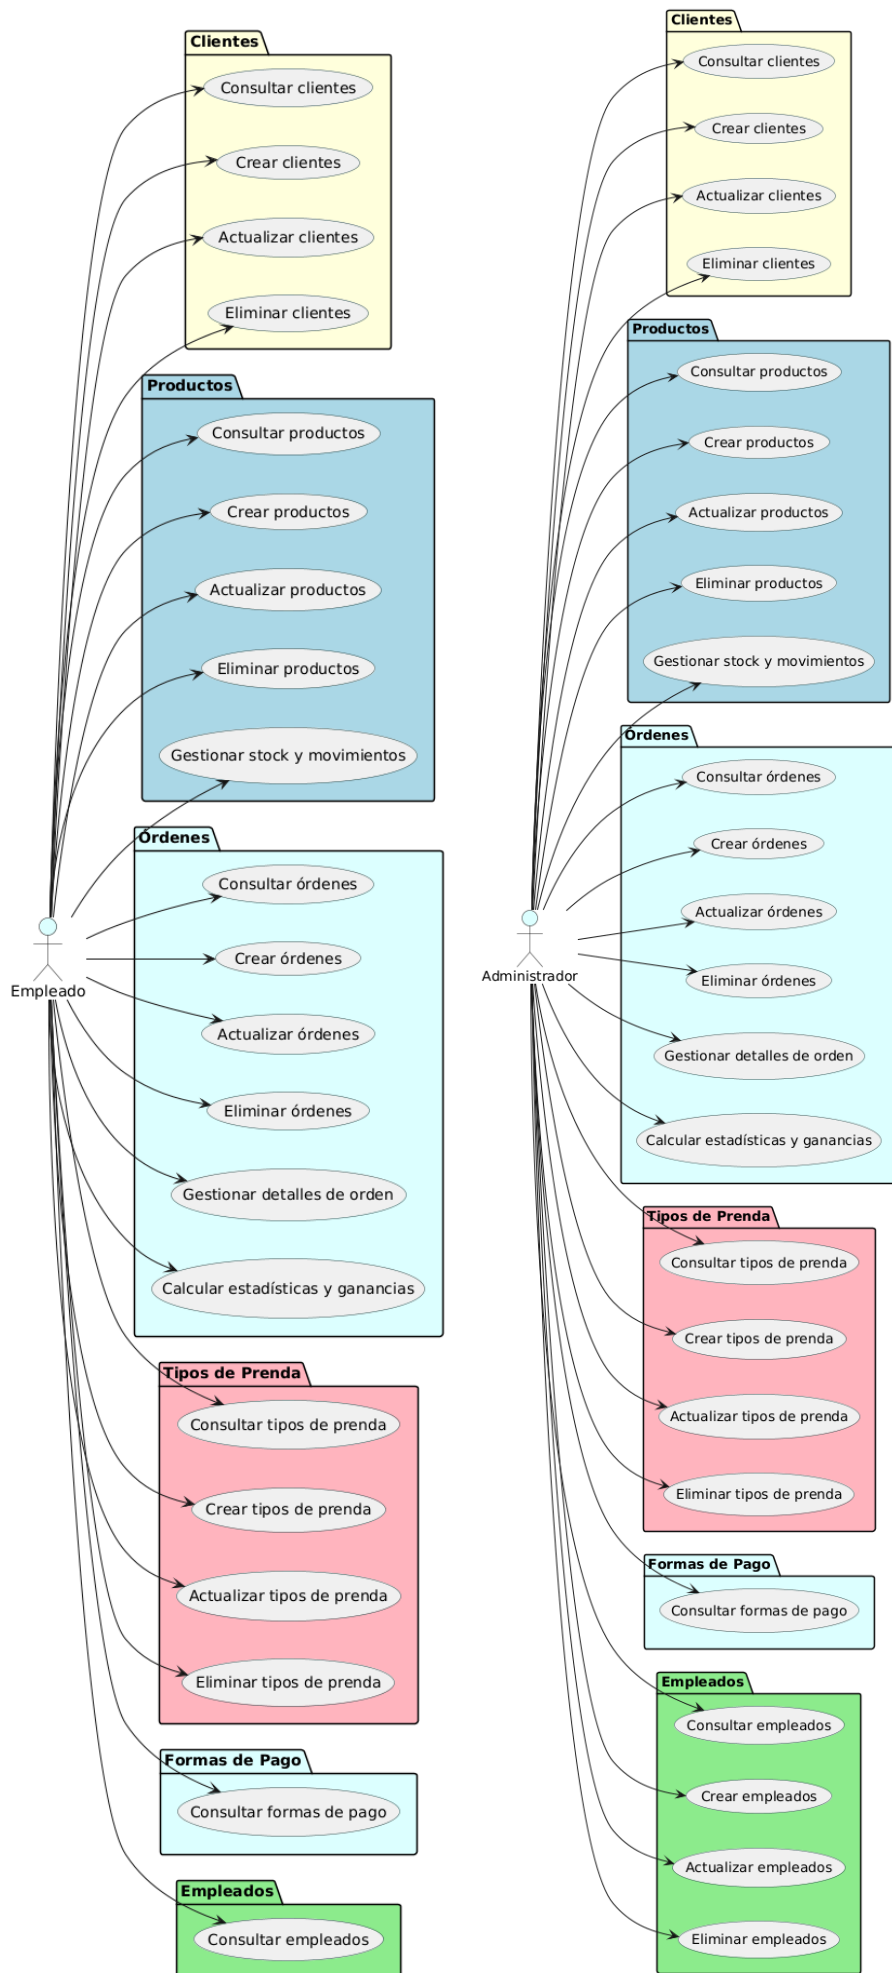 Clientes
Consultar clientes
Crear clientes
Actualizar clientes
Eliminar clientes
Productos
Consultar productos
Crear productos
Actualizar productos
Eliminar productos
Gestionar stock y movimientos
Órdenes
Consultar órdenes
Crear órdenes
Actualizar órdenes
Eliminar órdenes
Gestionar detalles de orden
Calcular estadísticas y ganancias
Empleado
Tipos de Prenda
Consultar tipos de prenda
Crear tipos de prenda
Actualizar tipos de prenda
Eliminar tipos de prenda
Formas de Pago
Consultar formas de pago
Empleados
Consultar empleados
Clientes
Consultar clientes
Crear clientes
Actualizar clientes
Eliminar clientes
Productos
Consultar productos
Crear productos
Actualizar productos
Eliminar productos
Gestionar stock y movimientos
Órdenes
Consultar órdenes
Crear órdenes
Actualizar órdenes
Eliminar órdenes
Gestionar detalles de orden
Calcular estadísticas y ganancias
Administrador
Tipos de Prenda
Consultar tipos de prenda
Crear tipos de prenda
Actualizar tipos de prenda
Eliminar tipos de prenda
Formas de Pago
Consultar formas de pago
Empleados
Consultar empleados
Crear empleados
Actualizar empleados
Eliminar empleados